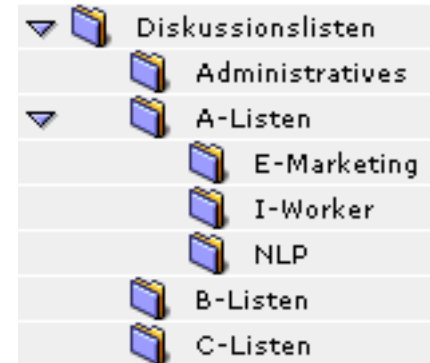 Diskussionslisten
Administratives
A-Listen
E-Marketing
I-Worker
NLP
B-Listen
C-Listen